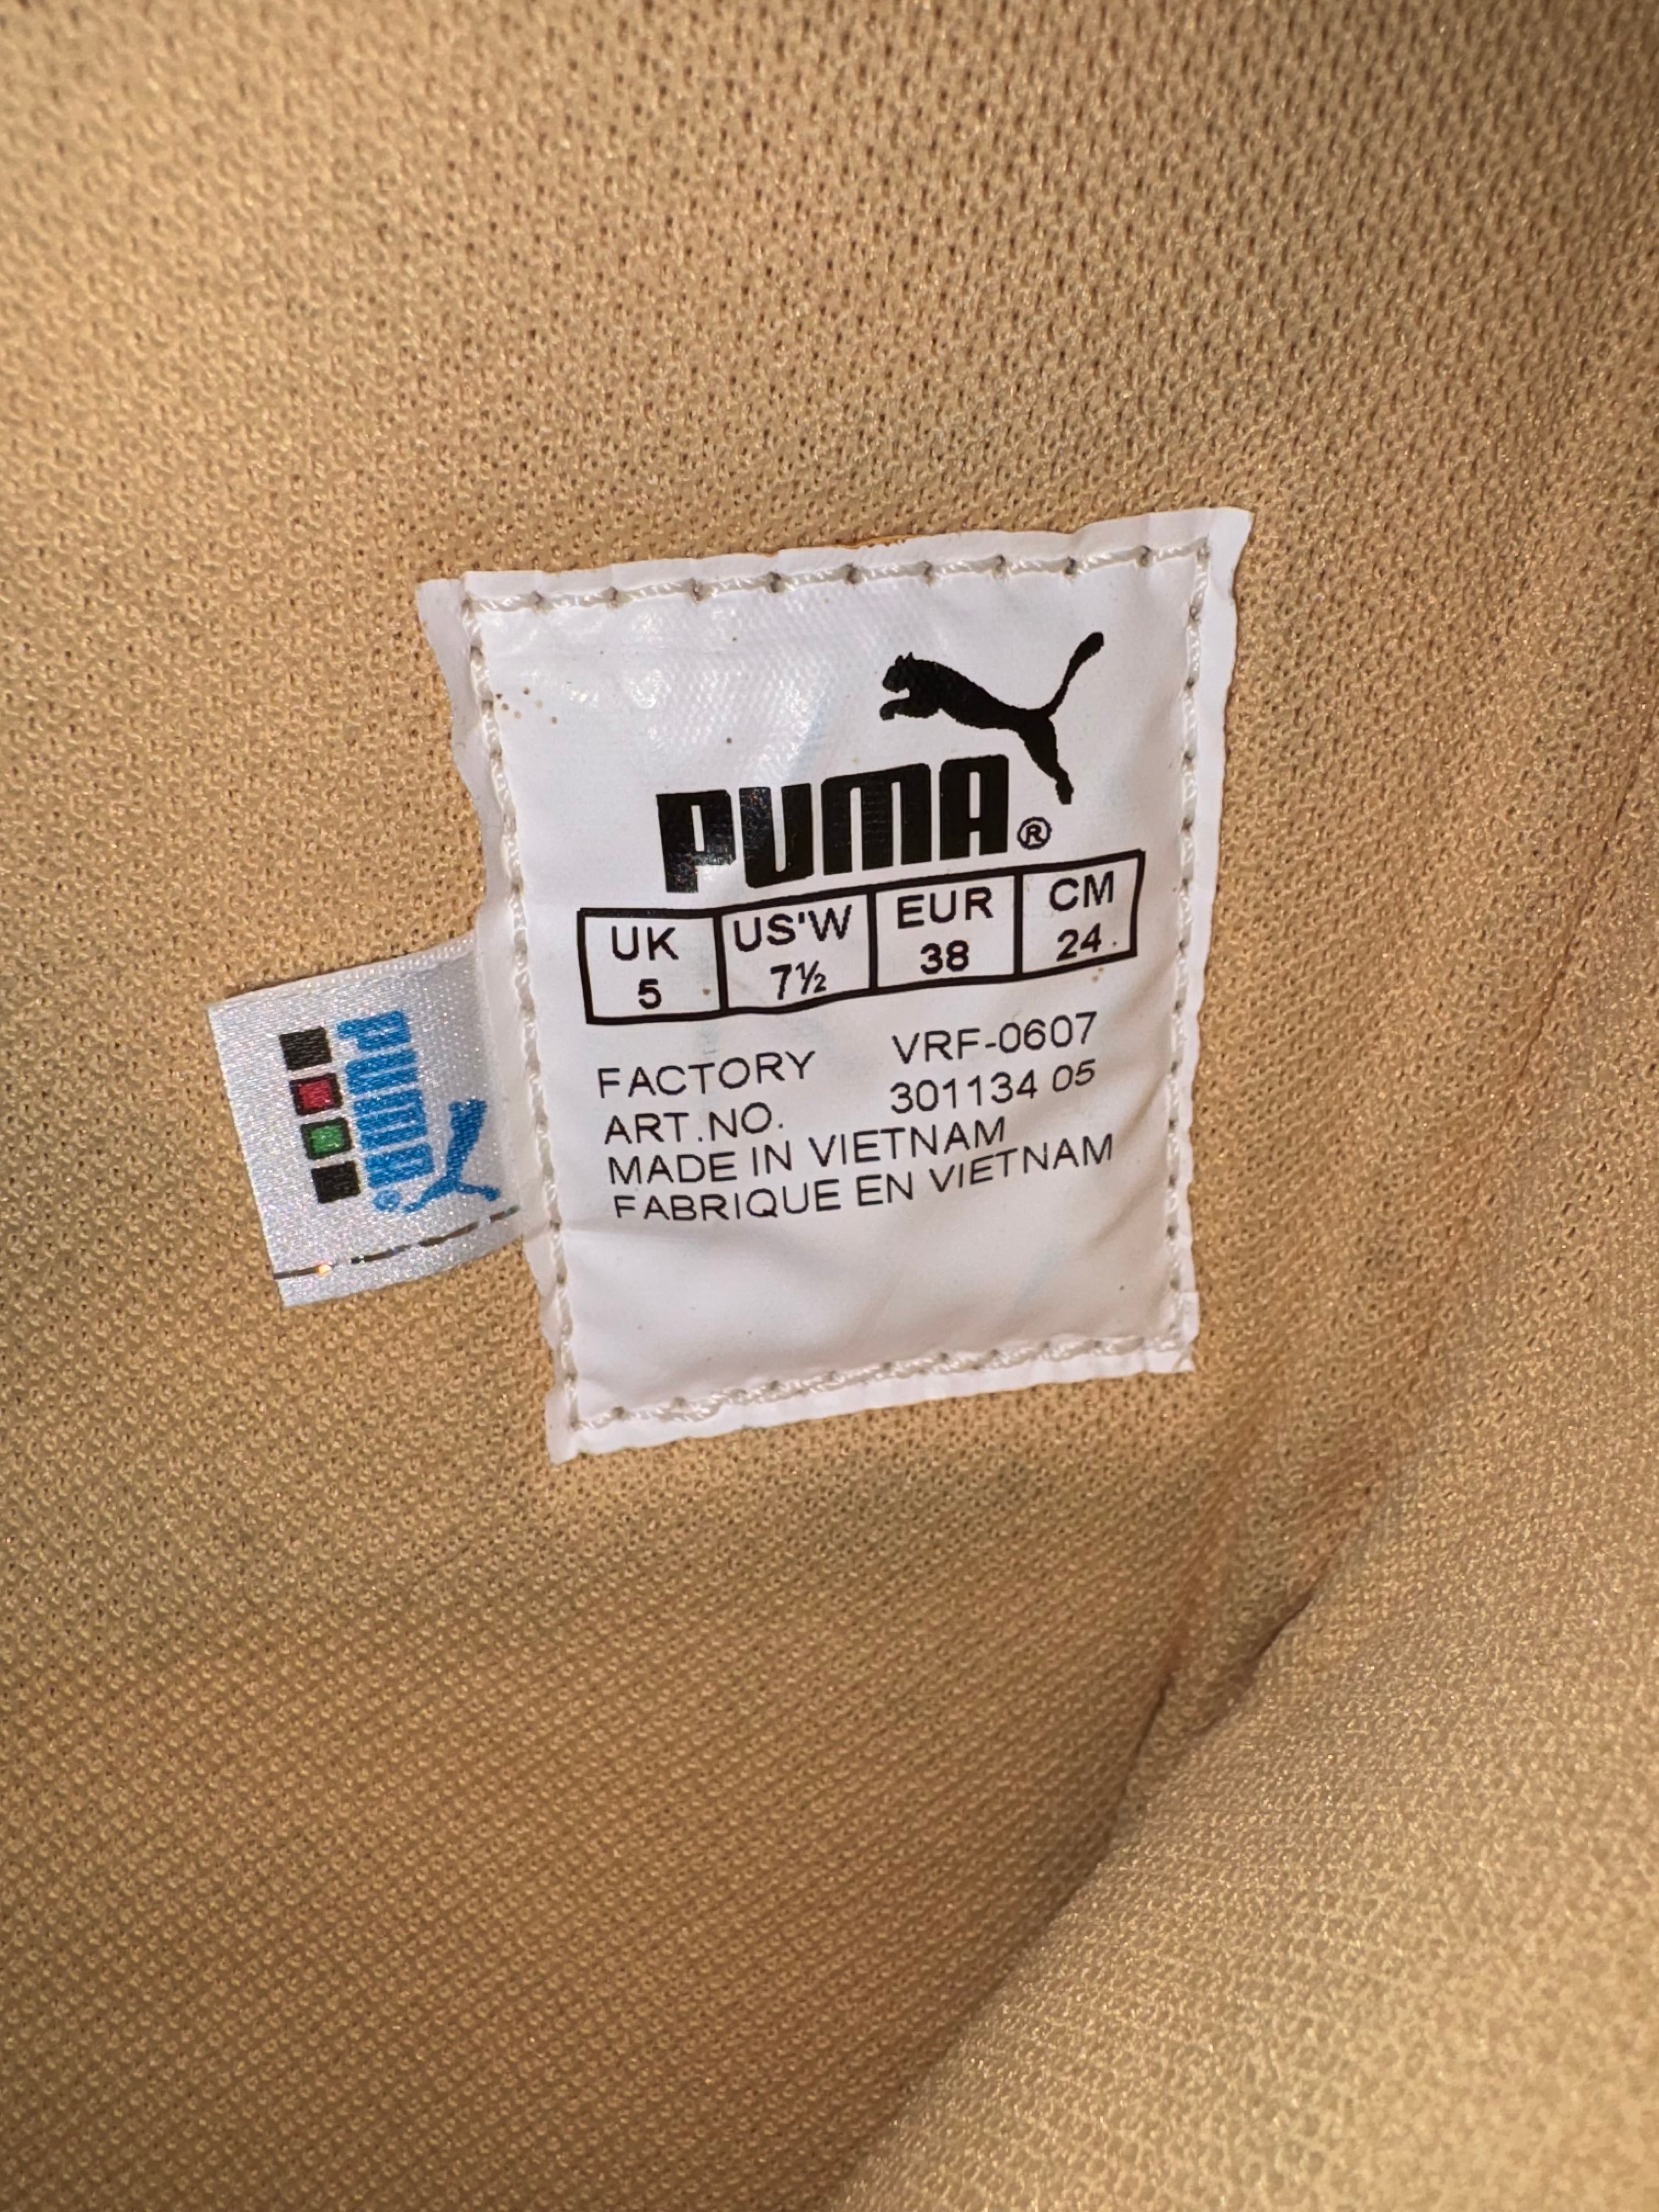 PUMA®
UK US'W EUR CM
5 7½ 38 24.
FACTORY VRF-0607
ART.NO. 301134 05
MADE IN VIETNAM
FABRIQUE EN VIETNAM
PUMA®